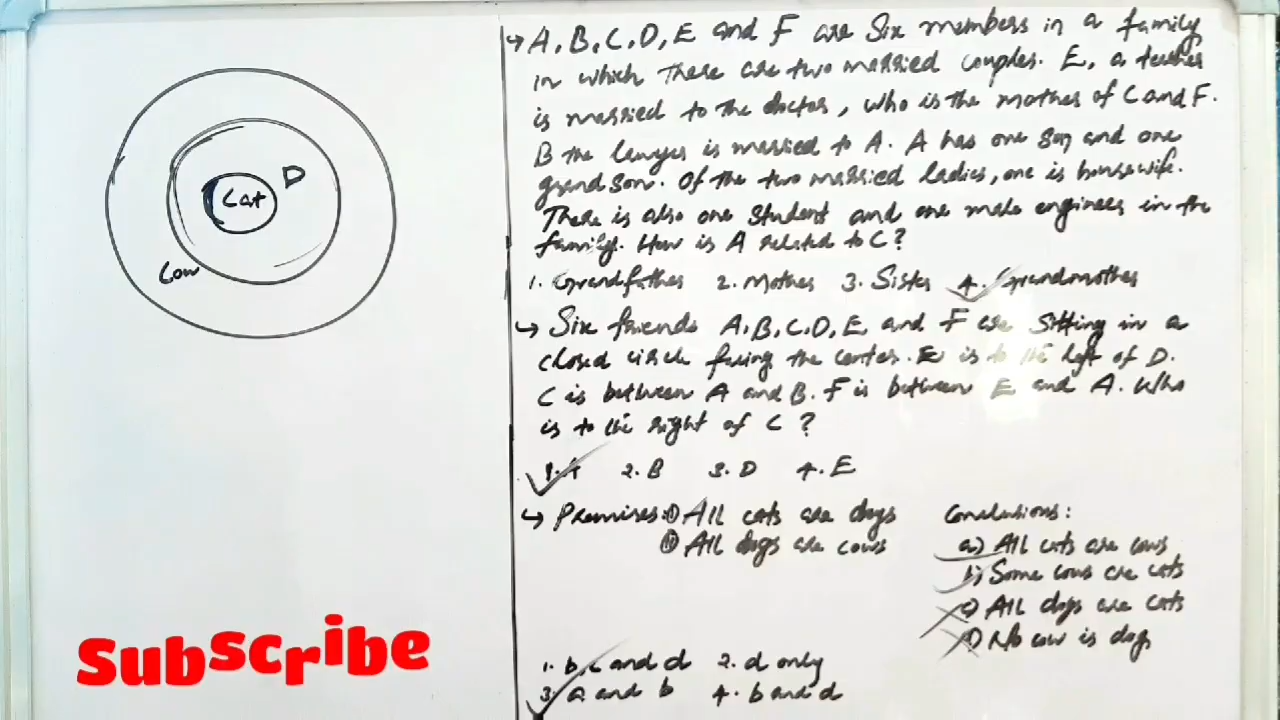 Cat
D
Cow
→ A, B, C, D, E and F are Six members in a family
in which There are two married couples. E, a teacher
is married to the doctor, who is the mother of C and F.
B the lawyer is married to A. A has one son and one
grand son. Of the two married ladies, one is housewife.
There is also one Student and one male engineer in the
family. How is A related to C?
1. Grandfather 2. Mother 3. Sister 4. Grandmother
→ Six friends A, B, C, D, E and F are Sitting in a
closed circle facing the center. E is to the left of D.
C is between A and B. F is between E and A. Who
is to the right of C?
1. A 2. B 3. D 4. E
→ Premises: i) All cats are dogs
ii) All dogs are cows
Conclusions:
a) All cats are cows
b) Some cows are cats
c) All dogs are cats
d) No cow is dog
1. b, c and d 2. d only
3. a and b 4. b and d
Subscribe